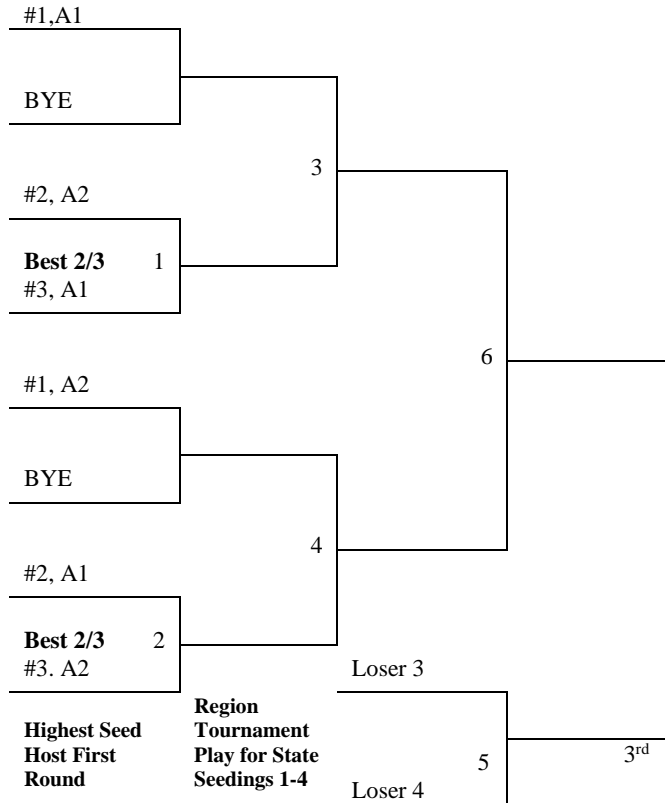 #1,A1
BYE
3
#2, A2
Best 2/3 1
#3, A1
6
#1, A2
BYE
4
#2, A1
Best 2/3 2
#3. A2
Loser 3
Highest Seed
Host First
Round
Region
Tournament
Play for State
Seedings 1-4
5
3rd
Loser 4